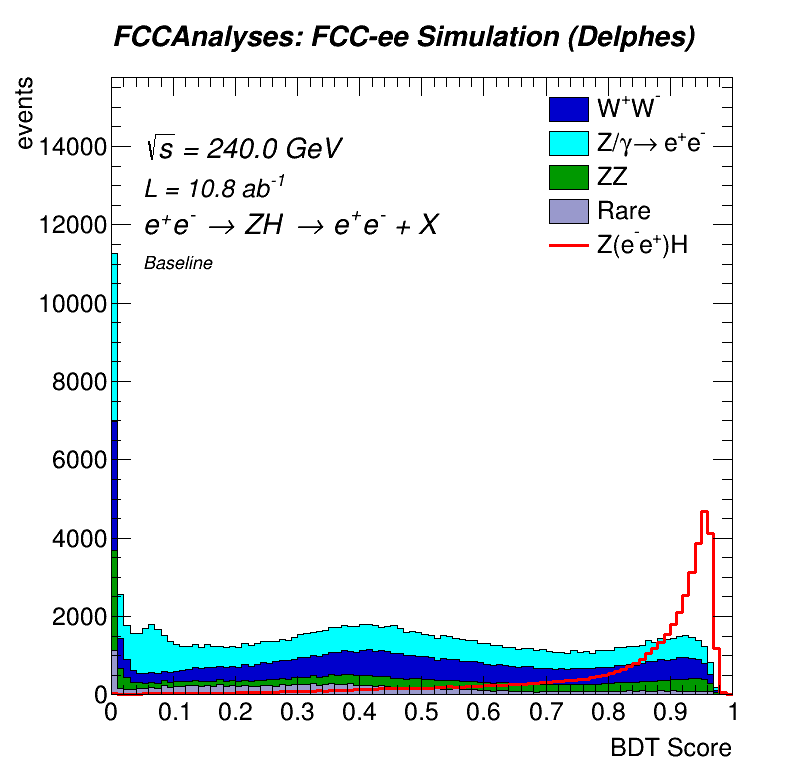 FCCAnalyses: FCC-ee Simulation (Delphes)
events
√s = 240.0 GeV
L = 10.8 ab⁻¹
e⁺e⁻ → ZH → e⁺e⁻ + X
Baseline
W⁺W⁻
Z/γ→ e⁺e⁻
ZZ
Rare
Z(e⁻e⁺)H
14000
12000
10000
8000
6000
4000
2000
0
0 0.1 0.2 0.3 0.4 0.5 0.6 0.7 0.8 0.9 1
BDT Score